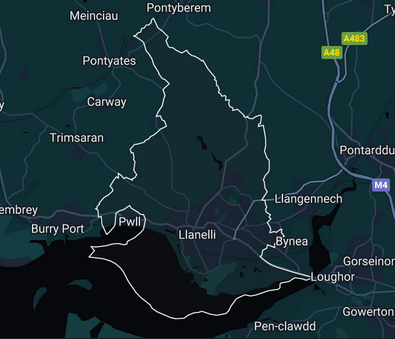 Pontyberem
Meinciau
Ty
A483
A48
Pontyates
Carway
Trimsaran
Pontarddu
M4
embrey
Llangennech
Pwll
Burry Port
Llanelli
Bynea
Gorseinor
Loughor
Gowerton
Pen-clawdd